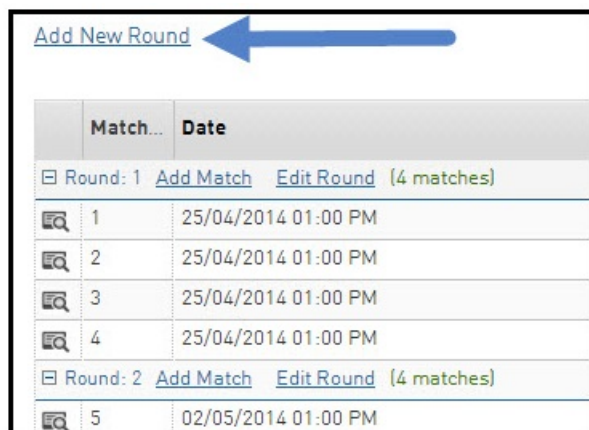 Add New Round
Match... Date
Round: 1 Add Match Edit Round (4 matches)
1 25/04/2014 01:00 PM
2 25/04/2014 01:00 PM
3 25/04/2014 01:00 PM
4 25/04/2014 01:00 PM
Round: 2 Add Match Edit Round (4 matches)
5 02/05/2014 01:00 PM